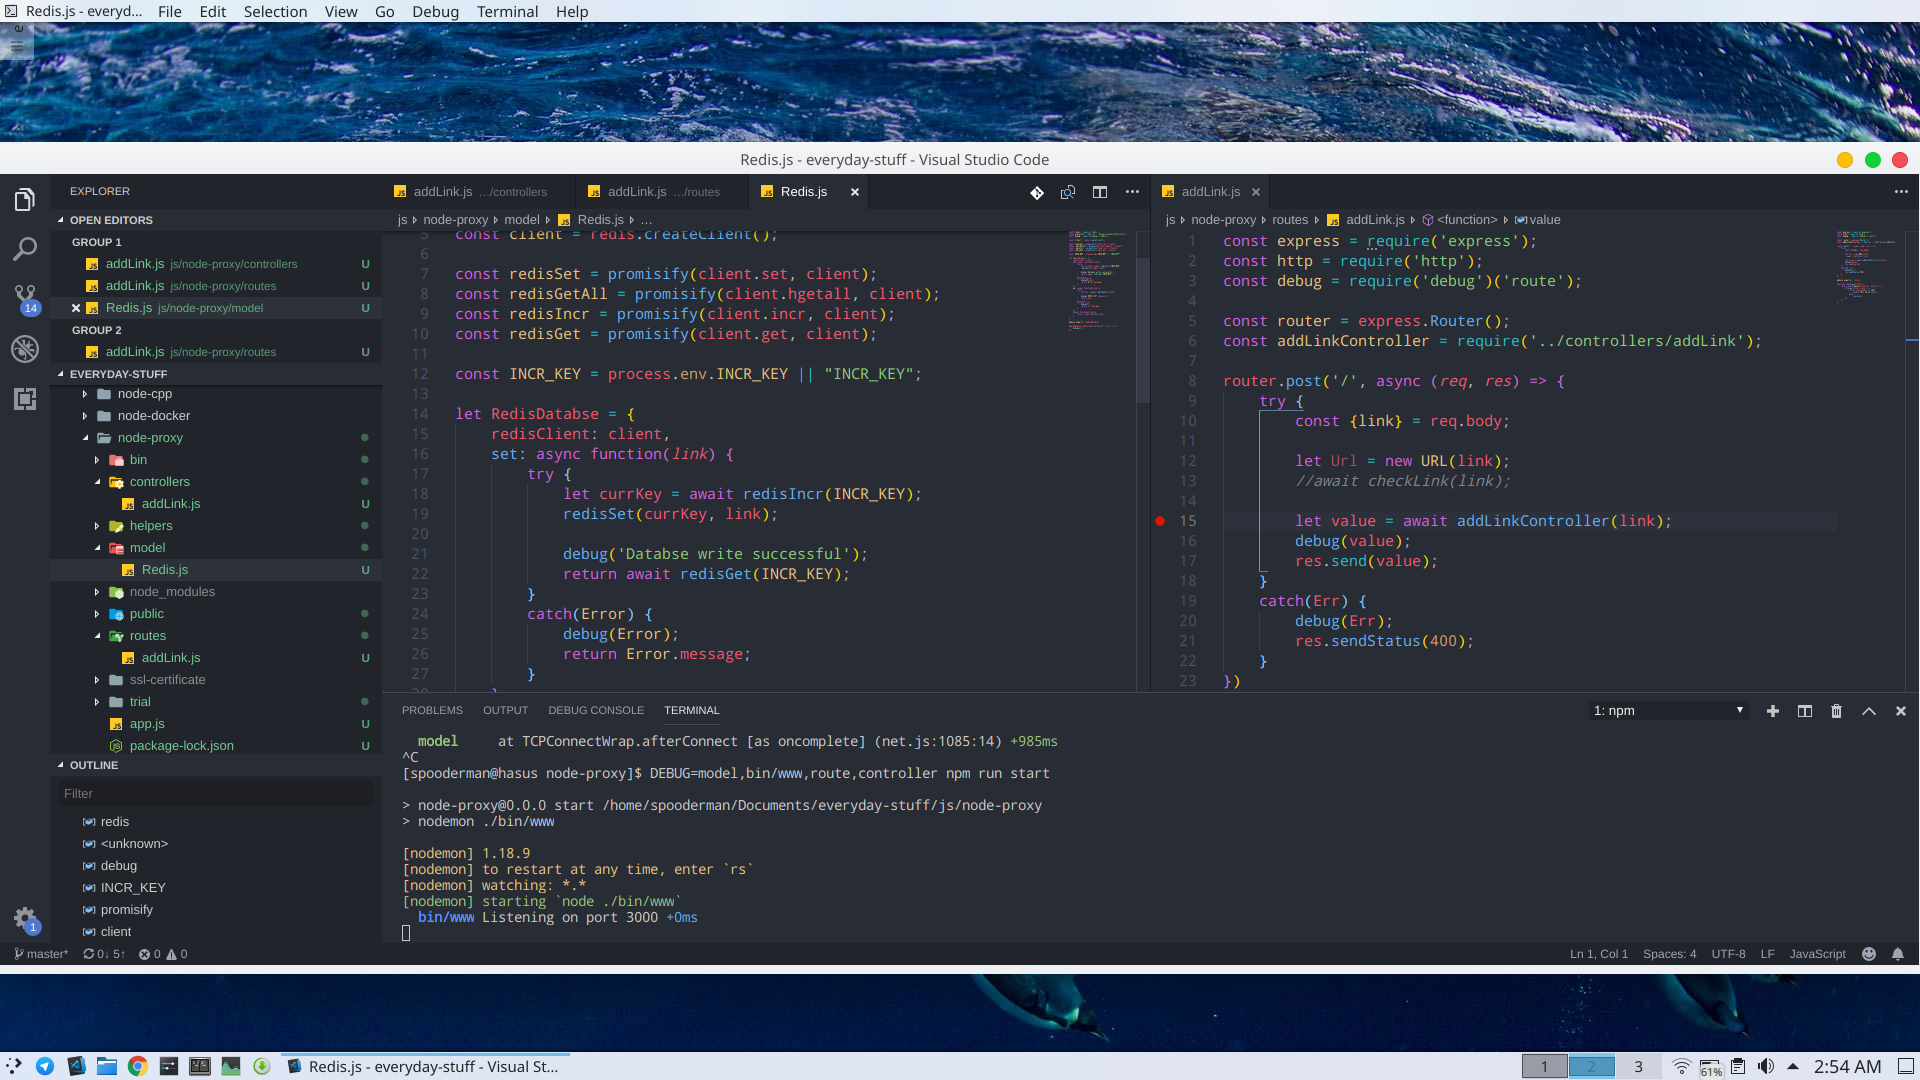 Redis.js - everyd... File Edit Selection View Go Debug Terminal Help
Redis.js - everyday-stuff - Visual Studio Code
EXPLORER
OPEN EDITORS
GROUP 1
addLink.js js/node-proxy/controllers U
addLink.js js/node-proxy/routes U
Redis.js js/node-proxy/model U
GROUP 2
addLink.js js/node-proxy/routes U
EVERYDAY-STUFF
node-cpp
node-docker
node-proxy
bin
controllers
addLink.js U
helpers
model
Redis.js U
node_modules
public
routes
addLink.js U
ssl-certificate
trial
app.js U
package-lock.json U
OUTLINE
Filter
redis
<unknown>
debug
INCR_KEY
promisify
client
14
1
addLink.js .../controllers addLink.js .../routes Redis.js
js node-proxy model Redis.js ...
5 const client = redis.createClient();
6
7 const redisSet = promisify(client.set, client);
8 const redisGetAll = promisify(client.hgetall, client);
9 const redisIncr = promisify(client.incr, client);
10 const redisGet = promisify(client.get, client);
11
12 const INCR_KEY = process.env.INCR_KEY || "INCR_KEY";
13
14 let RedisDatabse = {
15 redisClient: client,
16 set: async function(link) {
17 try {
18 let currKey = await redisIncr(INCR_KEY);
19 redisSet(currKey, link);
20
21 debug('Databse write successful');
22 return await redisGet(INCR_KEY);
23 }
24 catch(Error) {
25 debug(Error);
26 return Error.message;
27 }
addLink.js
js node-proxy routes addLink.js <function> value
1 const express = require('express');
2 const http = require('http');
3 const debug = require('debug')('route');
4
5 const router = express.Router();
6 const addLinkController = require('../controllers/addLink');
7
8 router.post('/', async (req, res) => {
9 try {
10 const {link} = req.body;
11
12 let Url = new URL(link);
13 //await checkLink(link);
14
15 let value = await addLinkController(link);
16 debug(value);
17 res.send(value);
18 }
19 catch(Err) {
20 debug(Err);
21 res.sendStatus(400);
22 }
23 })
PROBLEMS OUTPUT DEBUG CONSOLE TERMINAL 1: npm
model at TCPConnectWrap.afterConnect [as oncomplete] (net.js:1085:14) +985ms
^C
[spooderman@hasus node-proxy]$ DEBUG=model,bin/www,route,controller npm run start
> node-proxy@0.0.0 start /home/spooderman/Documents/everyday-stuff/js/node-proxy
> nodemon ./bin/www
[nodemon] 1.18.9
[nodemon] to restart at any time, enter `rs`
[nodemon] watching: *.*
[nodemon] starting `node ./bin/www`
bin/www Listening on port 3000 +0ms
master* 0↓ 5↑ 0 0 Ln 1, Col 1 Spaces: 4 UTF-8 LF JavaScript
Redis.js - everyday-stuff - Visual St... 1 2 3 61% 2:54 AM